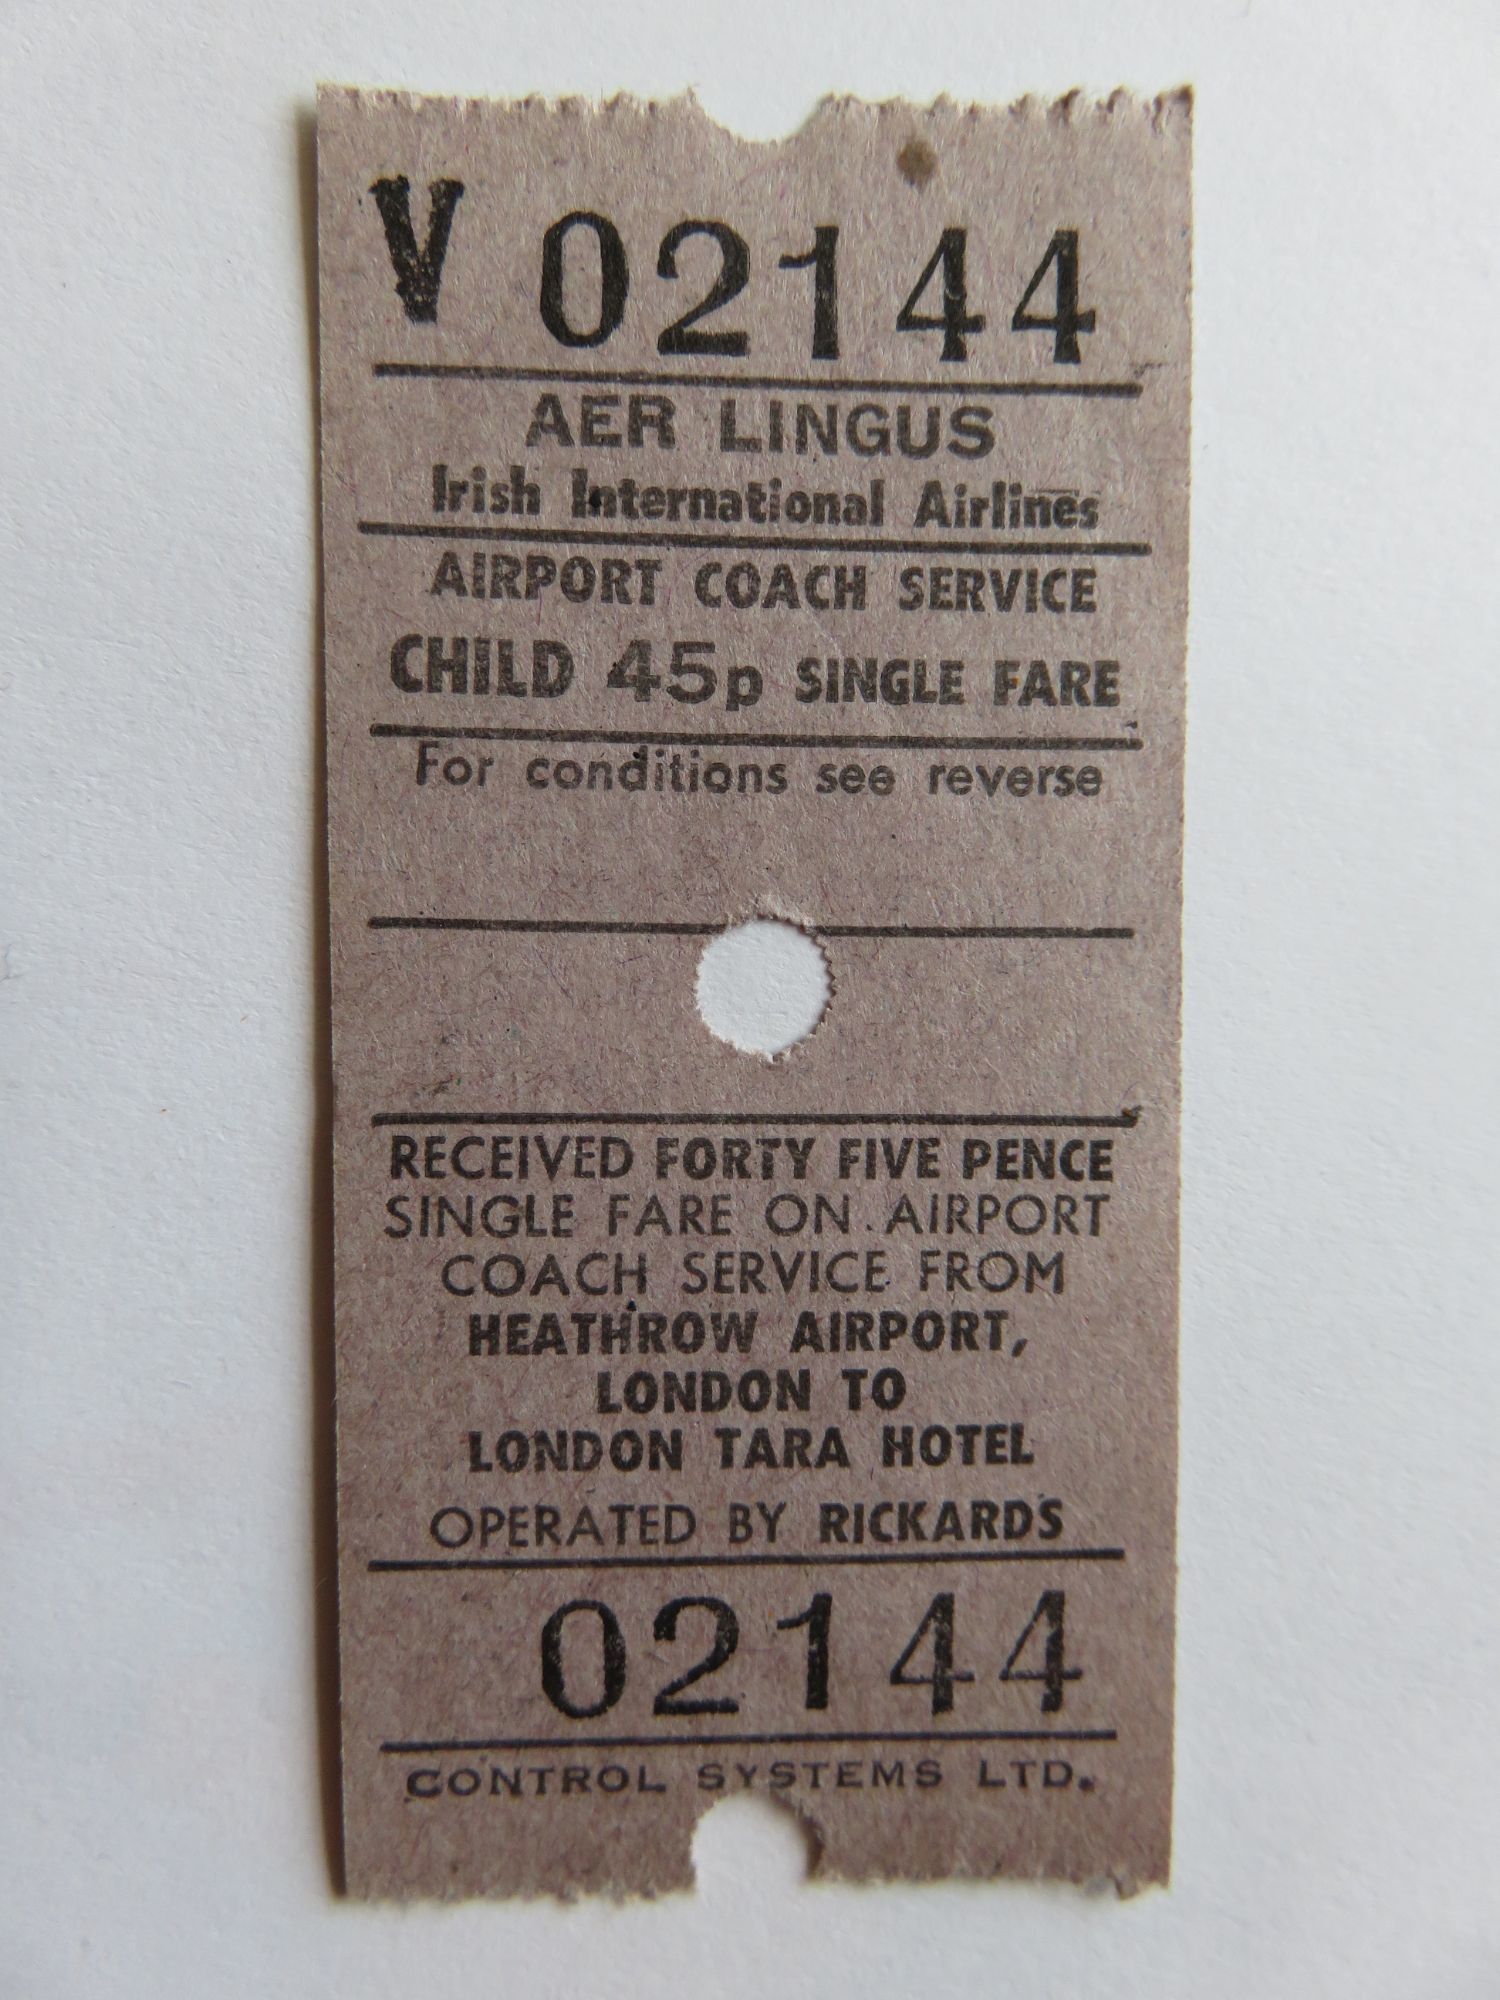 V 02144
AER LINGUS
Irish International Airlines
AIRPORT COACH SERVICE
CHILD 45p SINGLE FARE
For conditions see reverse
RECEIVED FORTY FIVE PENCE
SINGLE FARE ON AIRPORT
COACH SERVICE FROM
HEATHROW AIRPORT,
LONDON TO
LONDON TARA HOTEL
OPERATED BY RICKARDS
02144
CONTROL SYSTEMS LTD.